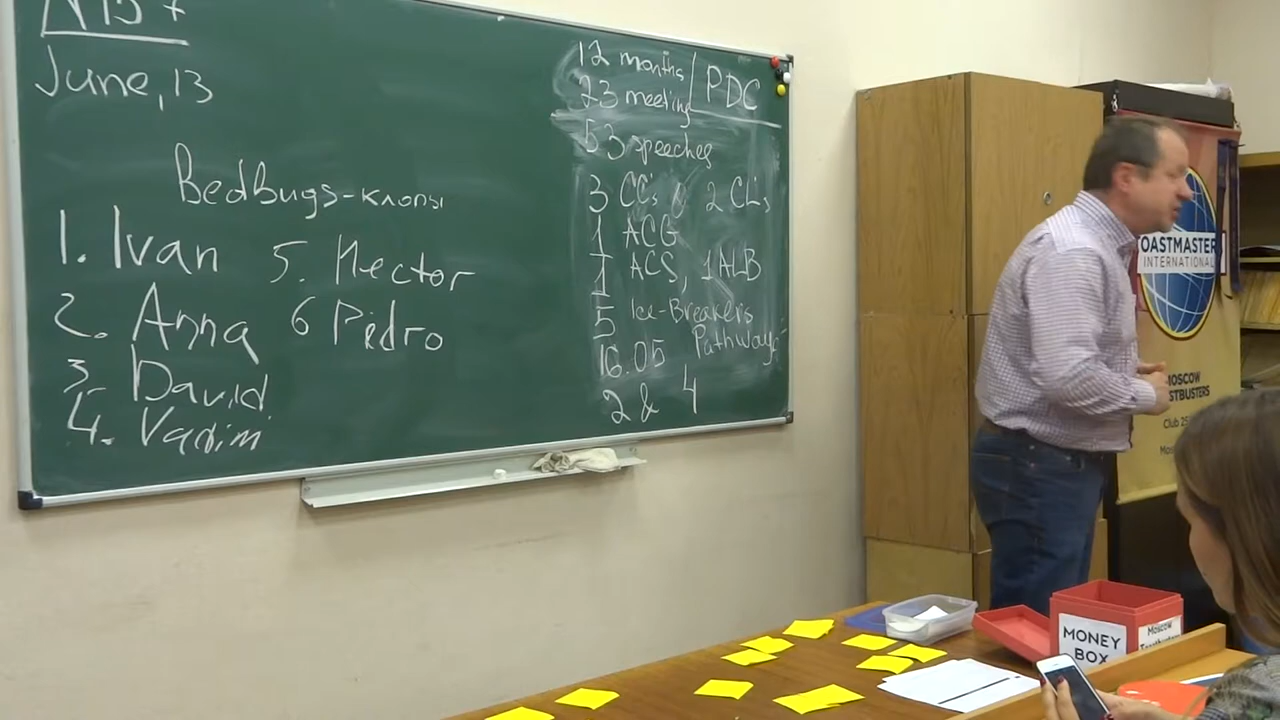 June, 13
BedBugs-клопы
1. Ivan
2. Anna
3. David
4. Vadim
5. Hector
6 Pedro
12 months / PDC
23 meeting
53 speeches
3 CC's & 2 CL's
1 ACG
1 ACS, 1 ALB
5 Ice-Breakers
Pathways
16.05
2 & 4
TOASTMASTERS
INTERNATIONAL
MOSCOW
Club
MONEY
BOX
Moscow